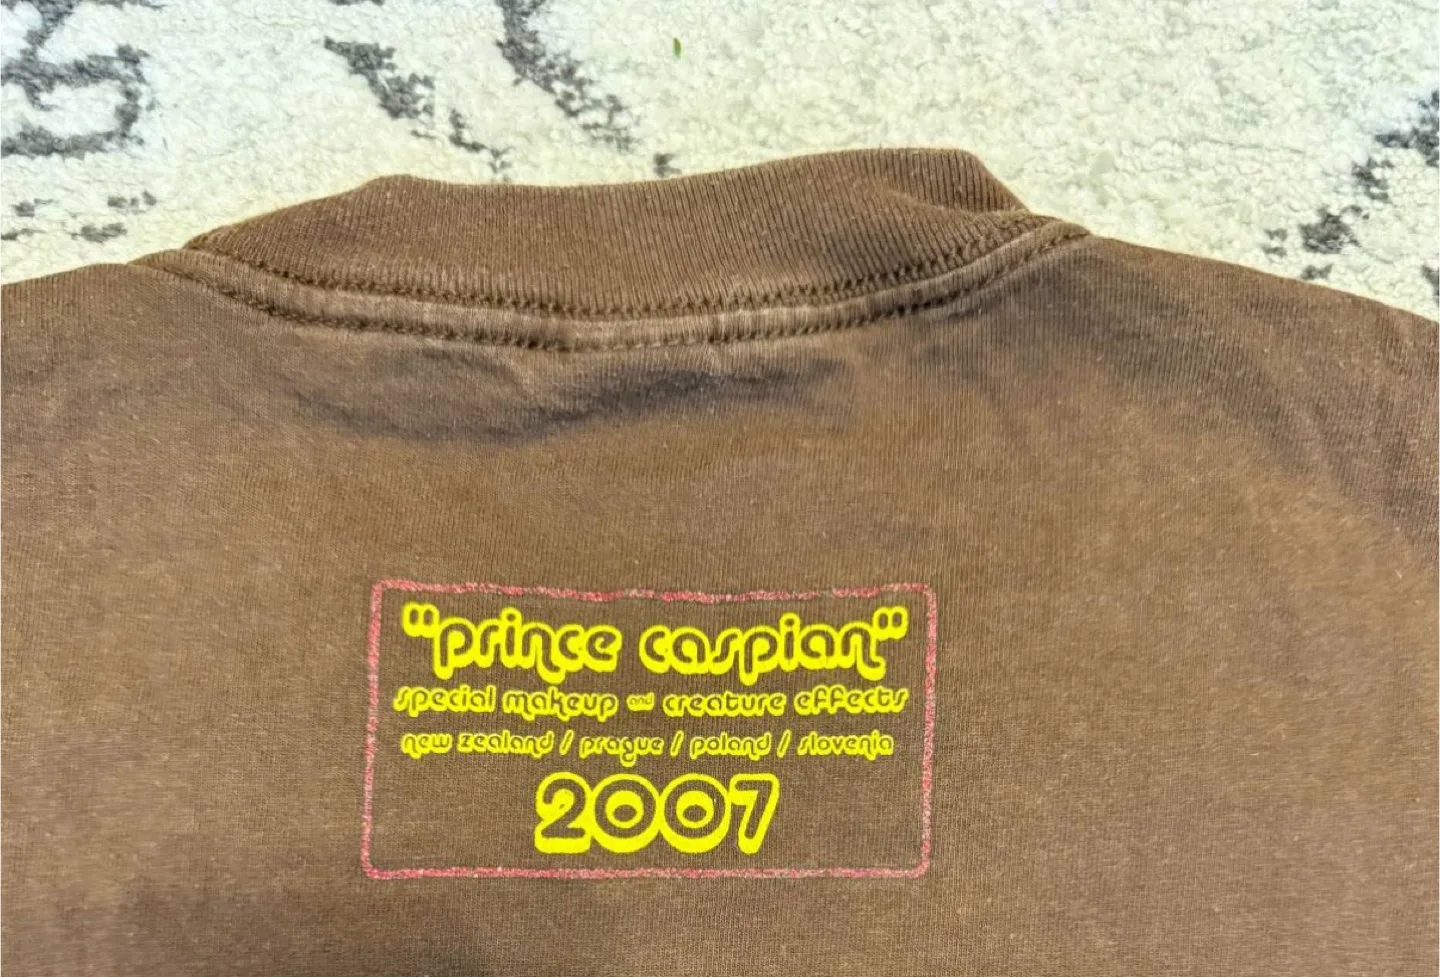 "prince caspian"
special makeup and creature effects
new zealand / prague / poland / slovenia
2007